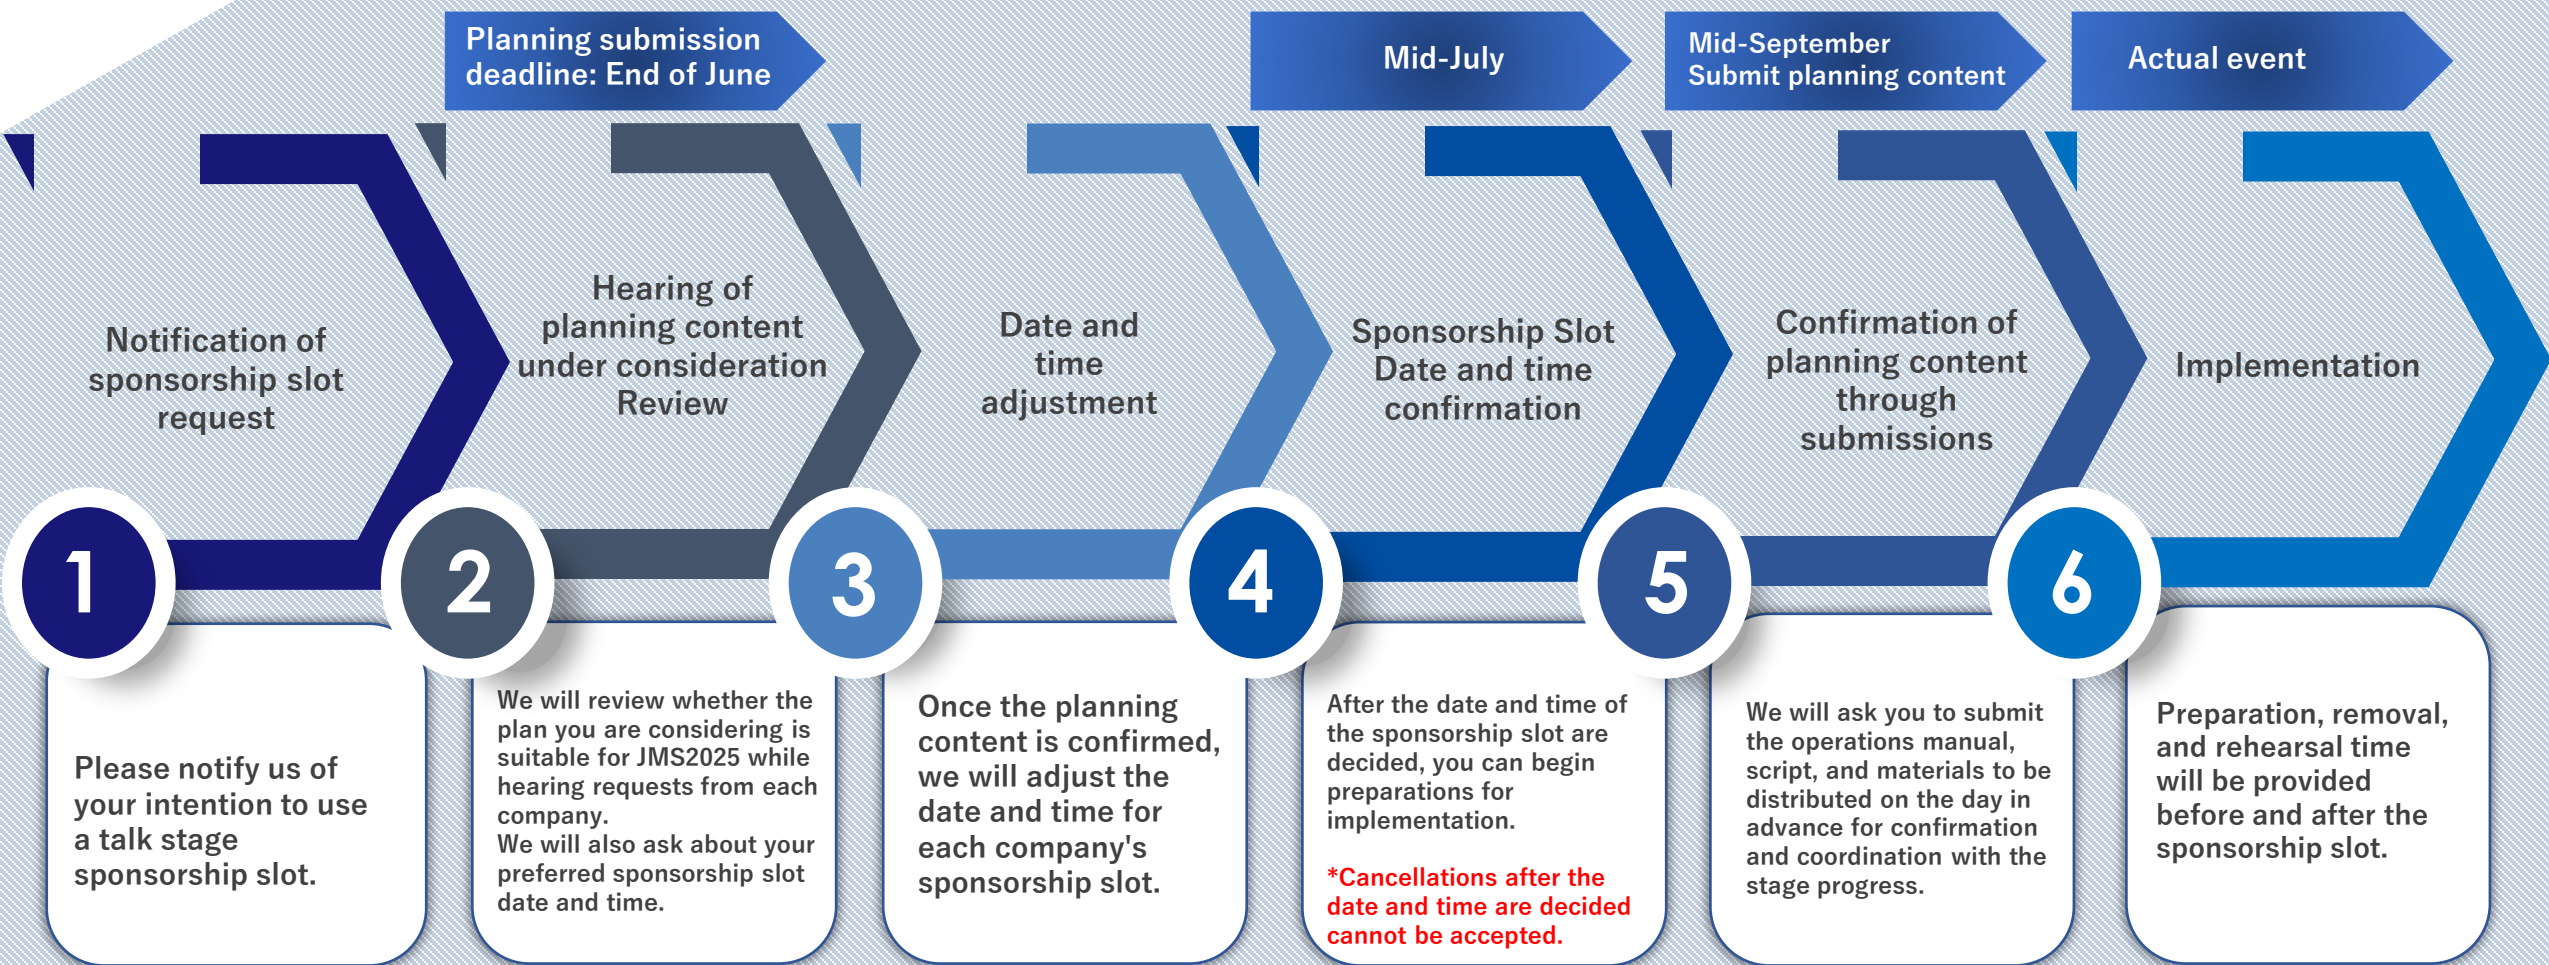 Planning submission
deadline: End of June
Mid-July
Mid-September
Submit planning content
Actual event
Notification of
sponsorship slot
request
Hearing of
planning content
under consideration
Review
Date and
time
adjustment
Sponsorship Slot
Date and time
confirmation
Confirmation of
planning content
through
submissions
Implementation
1
2
3
4
5
6
Please notify us of
your intention to use
a talk stage
sponsorship slot.
We will review whether the
plan you are considering is
suitable for JMS2025 while
hearing requests from each
company.
We will also ask about your
preferred sponsorship slot
date and time.
Once the planning
content is confirmed,
we will adjust the
date and time for
each company's
sponsorship slot.
After the date and time of
the sponsorship slot are
decided, you can begin
preparations for
implementation.
*Cancellations after the
date and time are decided
cannot be accepted.
We will ask you to submit
the operations manual,
script, and materials to be
distributed on the day in
advance for confirmation
and coordination with the
stage progress.
Preparation, removal,
and rehearsal time
will be provided
before and after the
sponsorship slot.